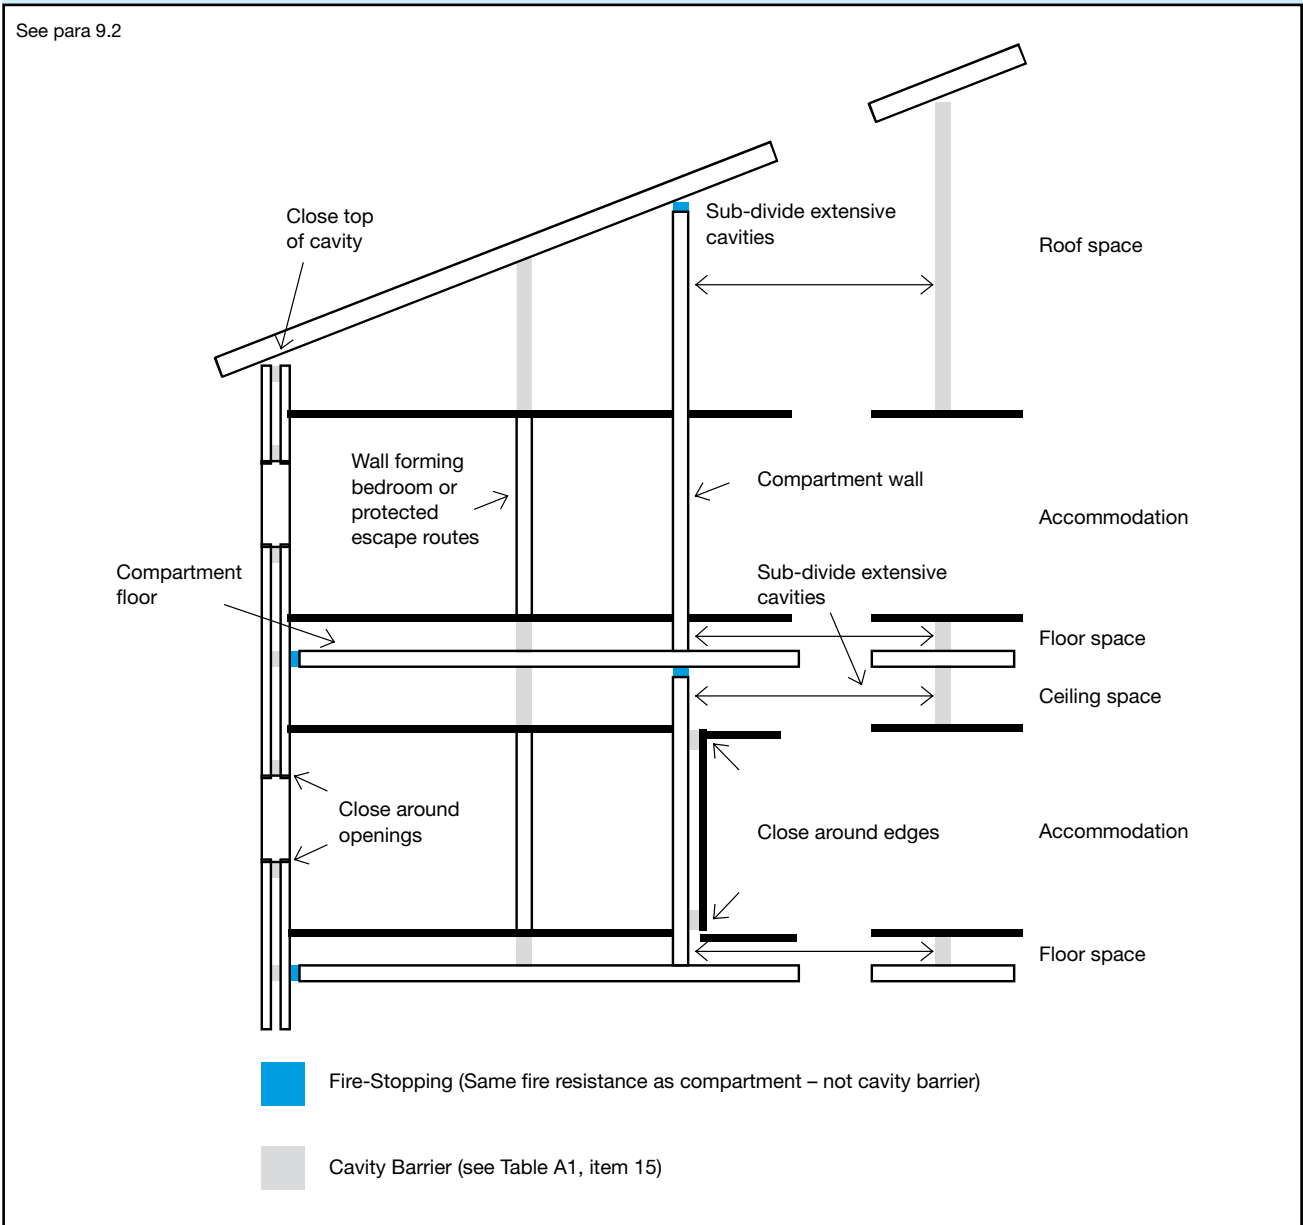 See para 9.2
Close top
of cavity
Sub-divide extensive
cavities
Roof space
Wall forming
bedroom or
protected
escape routes
Compartment wall
Accommodation
Compartment
floor
Sub-divide extensive
cavities
Floor space
Ceiling space
Close around
openings
Close around edges
Accommodation
Floor space
Fire-Stopping (Same fire resistance as compartment – not cavity barrier)
Cavity Barrier (see Table A1, item 15)